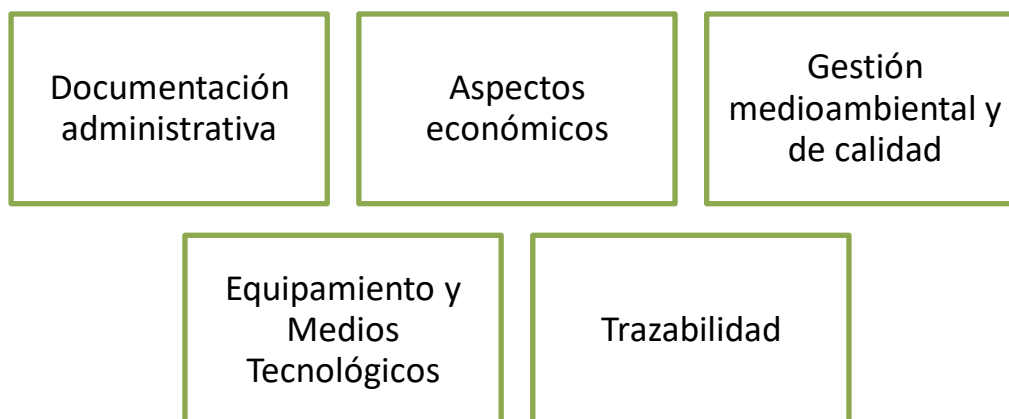 Documentación
administrativa
Aspectos
económicos
Gestión
medioambiental y
de calidad
Equipamiento y
Medios
Tecnológicos
Trazabilidad